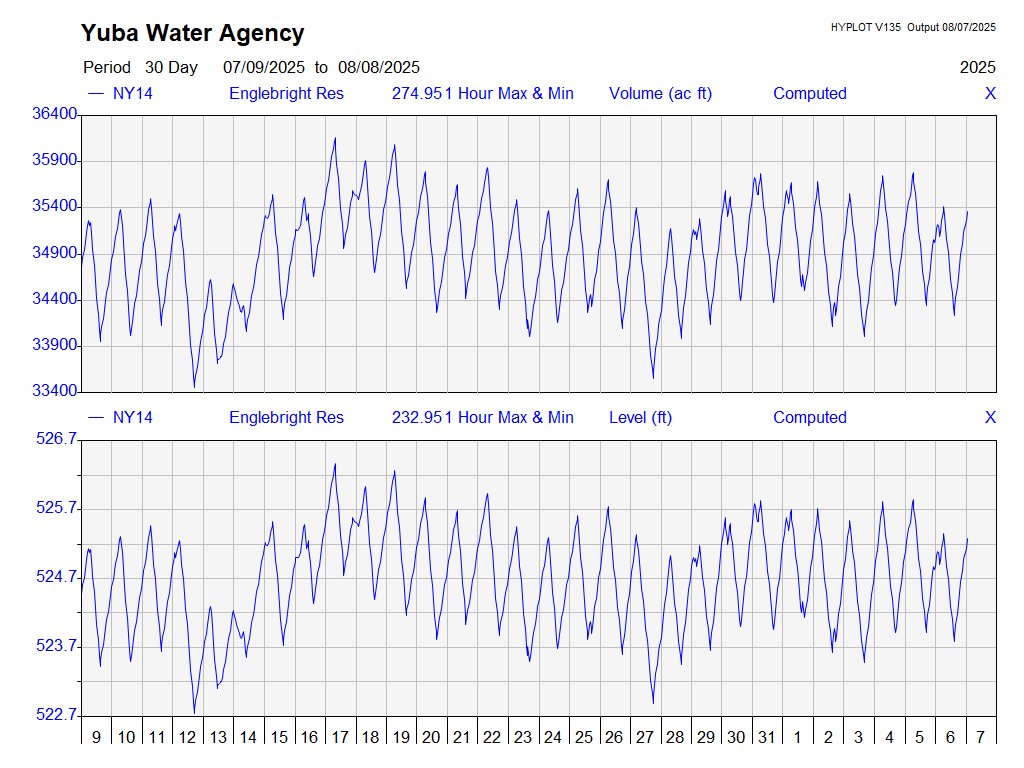 Yuba Water Agency
HYPLOT V135 Output 08/07/2025
Period 30 Day 07/09/2025 to 08/08/2025
2025
NY14 Englebright Res 274.951 Hour Max & Min Volume (ac ft) Computed X
36400
35900
35400
34900
34400
33900
33400
NY14 Englebright Res 232.951 Hour Max & Min Level (ft) Computed X
526.7
525.7
524.7
523.7
522.7
9 10 11 12 13 14 15 16 17 18 19 20 21 22 23 24 25 26 27 28 29 30 31 1 2 3 4 5 6 7